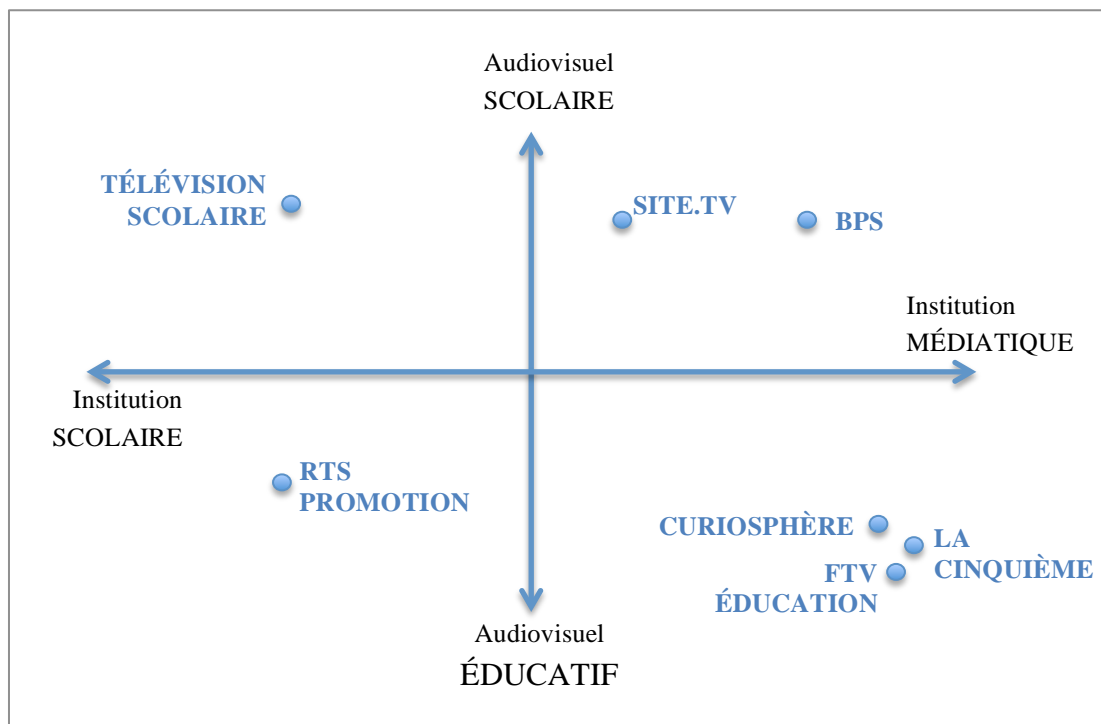 Audiovisuel
SCOLAIRE
TÉLÉVISION
SCOLAIRE
SITE.TV
BPS
Institution
MÉDIATIQUE
Institution
SCOLAIRE
RTS
PROMOTION
CURIOSPHÈRE
LA
CINQUIÈME
FTV
ÉDUCATION
Audiovisuel
ÉDUCATIF